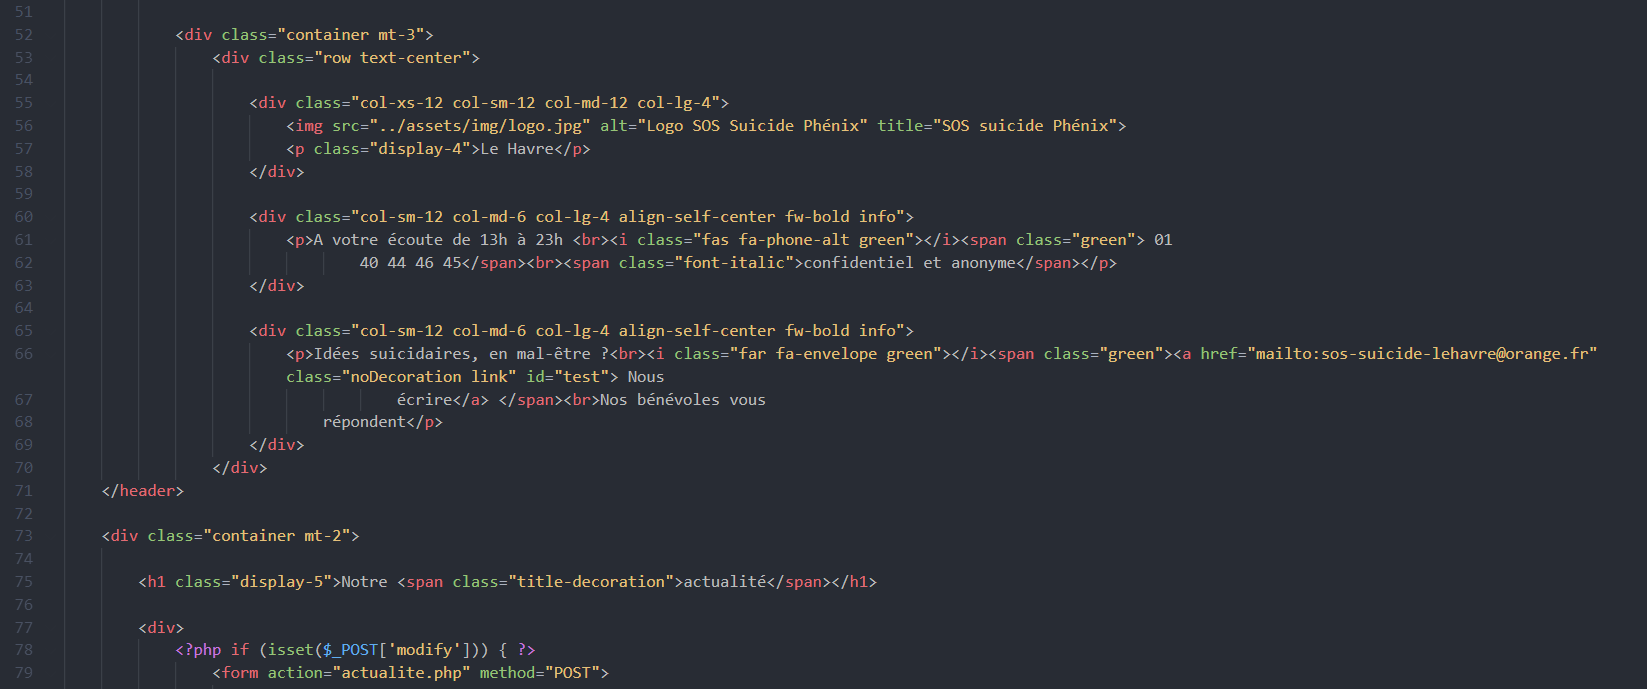 51
52 <div class="container mt-3">
53 <div class="row text-center">
54
55 <div class="col-xs-12 col-sm-12 col-md-12 col-lg-4">
56 <img src="../assets/img/logo.jpg" alt="Logo SOS Suicide Phénix" title="SOS suicide Phénix">
57 <p class="display-4">Le Havre</p>
58 </div>
59
60 <div class="col-sm-12 col-md-6 col-lg-4 align-self-center fw-bold info">
61 <p>A votre écoute de 13h à 23h <br><i class="fas fa-phone-alt green"></i><span class="green"> 01
62 40 44 46 45</span><br><span class="font-italic">confidentiel et anonyme</span></p>
63 </div>
64
65 <div class="col-sm-12 col-md-6 col-lg-4 align-self-center fw-bold info">
66 <p>Idées suicidaires, en mal-être ?<br><i class="far fa-envelope green"></i><span class="green"><a href="mailto:sos-suicide-lehavre@orange.fr"
class="noDecoration link" id="test"> Nous
67 écrire</a> </span><br>Nos bénévoles vous
68 répondent</p>
69 </div>
70 </div>
71 </header>
72
73 <div class="container mt-2">
74
75 <h1 class="display-5">Notre <span class="title-decoration">actualité</span></h1>
76
77 <div>
78 <?php if (isset($_POST['modify'])) { ?>
79 <form action="actualite.php" method="POST">